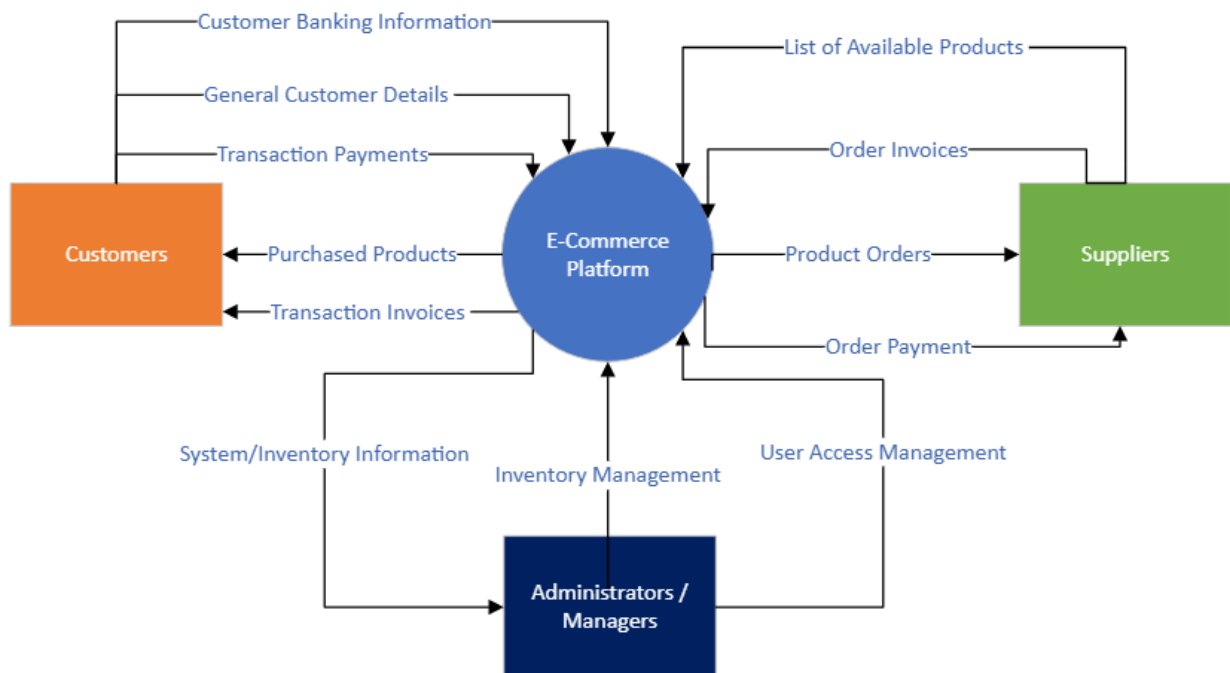 Customer Banking Information
List of Available Products
General Customer Details
Transaction Payments
Order Invoices
Customers
Purchased Products
E-Commerce
Platform
Product Orders
Suppliers
Transaction Invoices
Order Payment
System/Inventory Information
Inventory Management
User Access Management
Administrators /
Managers